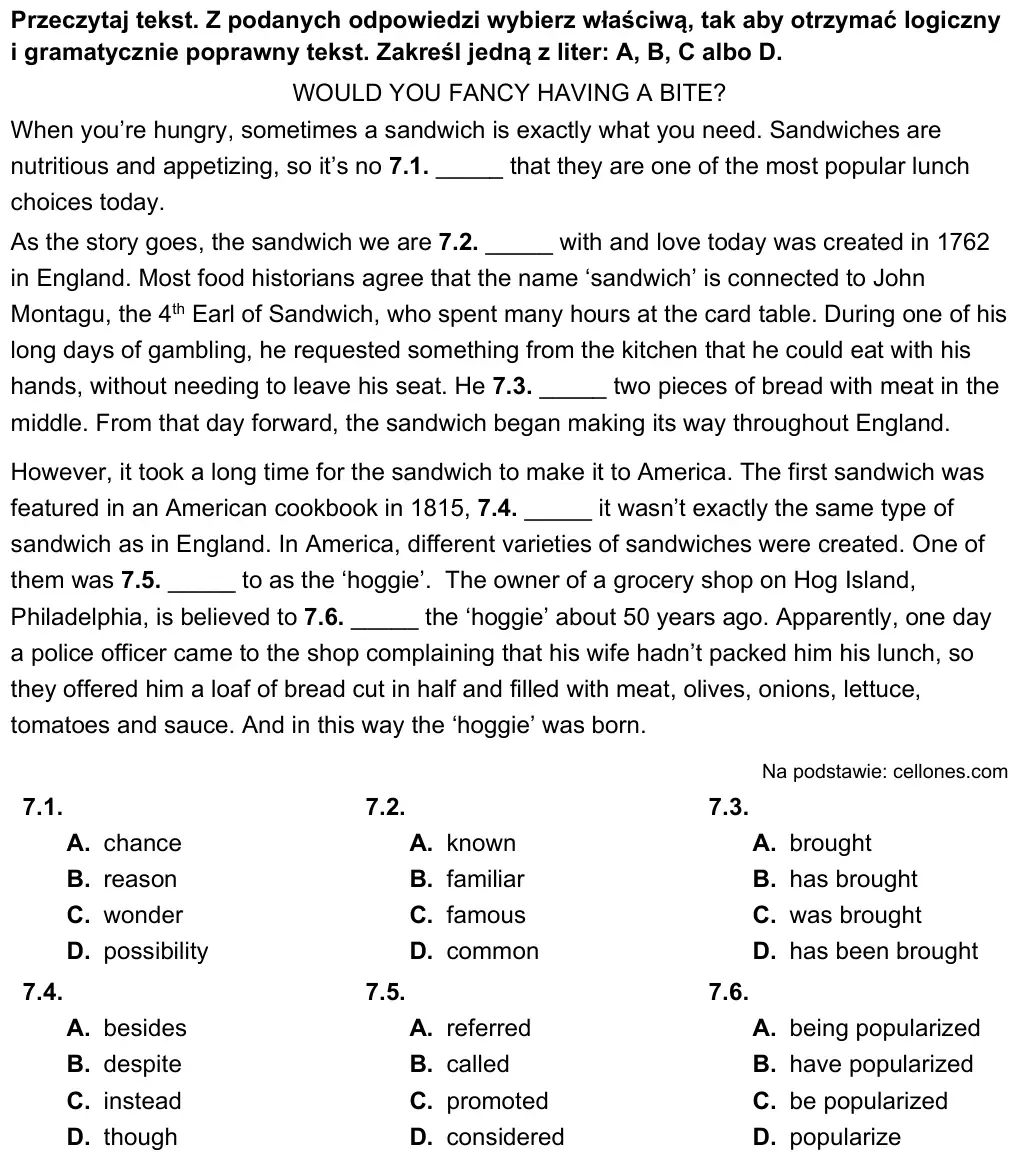 Przeczytaj tekst. Z podanych odpowiedzi wybierz właściwą, tak aby otrzymać logiczny
i gramatycznie poprawny tekst. Zakreśl jedną z liter: A, B, C albo D.
WOULD YOU FANCY HAVING A BITE?
When you're hungry, sometimes a sandwich is exactly what you need. Sandwiches are
nutritious and appetizing, so it's no 7.1. _____ that they are one of the most popular lunch
choices today.
As the story goes, the sandwich we are 7.2. _____ with and love today was created in 1762
in England. Most food historians agree that the name ‘sandwich’ is connected to John
Montagu, the 4th Earl of Sandwich, who spent many hours at the card table. During one of his
long days of gambling, he requested something from the kitchen that he could eat with his
hands, without needing to leave his seat. He 7.3. _____ two pieces of bread with meat in the
middle. From that day forward, the sandwich began making its way throughout England.
However, it took a long time for the sandwich to make it to America. The first sandwich was
featured in an American cookbook in 1815, 7.4. _____ it wasn't exactly the same type of
sandwich as in England. In America, different varieties of sandwiches were created. One of
them was 7.5. _____ to as the ‘hoggie’. The owner of a grocery shop on Hog Island,
Philadelphia, is believed to 7.6. _____ the ‘hoggie’ about 50 years ago. Apparently, one day
a police officer came to the shop complaining that his wife hadn't packed him his lunch, so
they offered him a loaf of bread cut in half and filled with meat, olives, onions, lettuce,
tomatoes and sauce. And in this way the ‘hoggie’ was born.
Na podstawie: cellones.com
7.1. 7.2. 7.3.
A. chance A. known A. brought
B. reason B. familiar B. has brought
C. wonder C. famous C. was brought
D. possibility D. common D. has been brought
7.4. 7.5. 7.6.
A. besides A. referred A. being popularized
B. despite B. called B. have popularized
C. instead C. promoted C. be popularized
D. though D. considered D. popularize